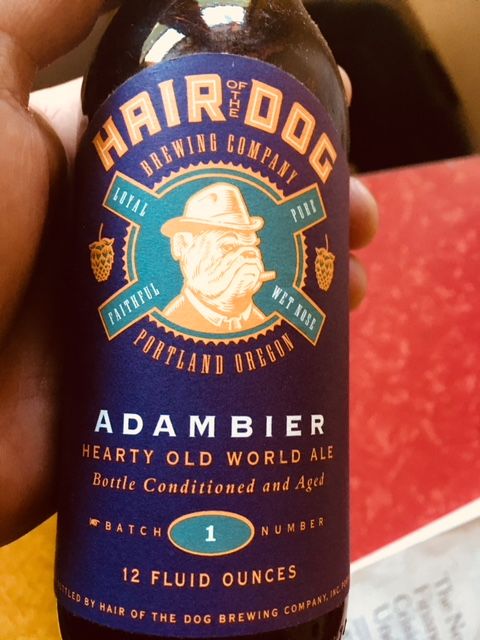 HAIR OF THE DOG
BREWING COMPANY
LOYAL
PURE
FAITHFUL
WET NOSE
PORTLAND OREGON
ADAMBIER
HEARTY OLD WORLD ALE
Bottle Conditioned and Aged
BATCH 1 NUMBER
12 FLUID OUNCES
BY HAIR OF THE DOG BREWING COMPANY, INC.